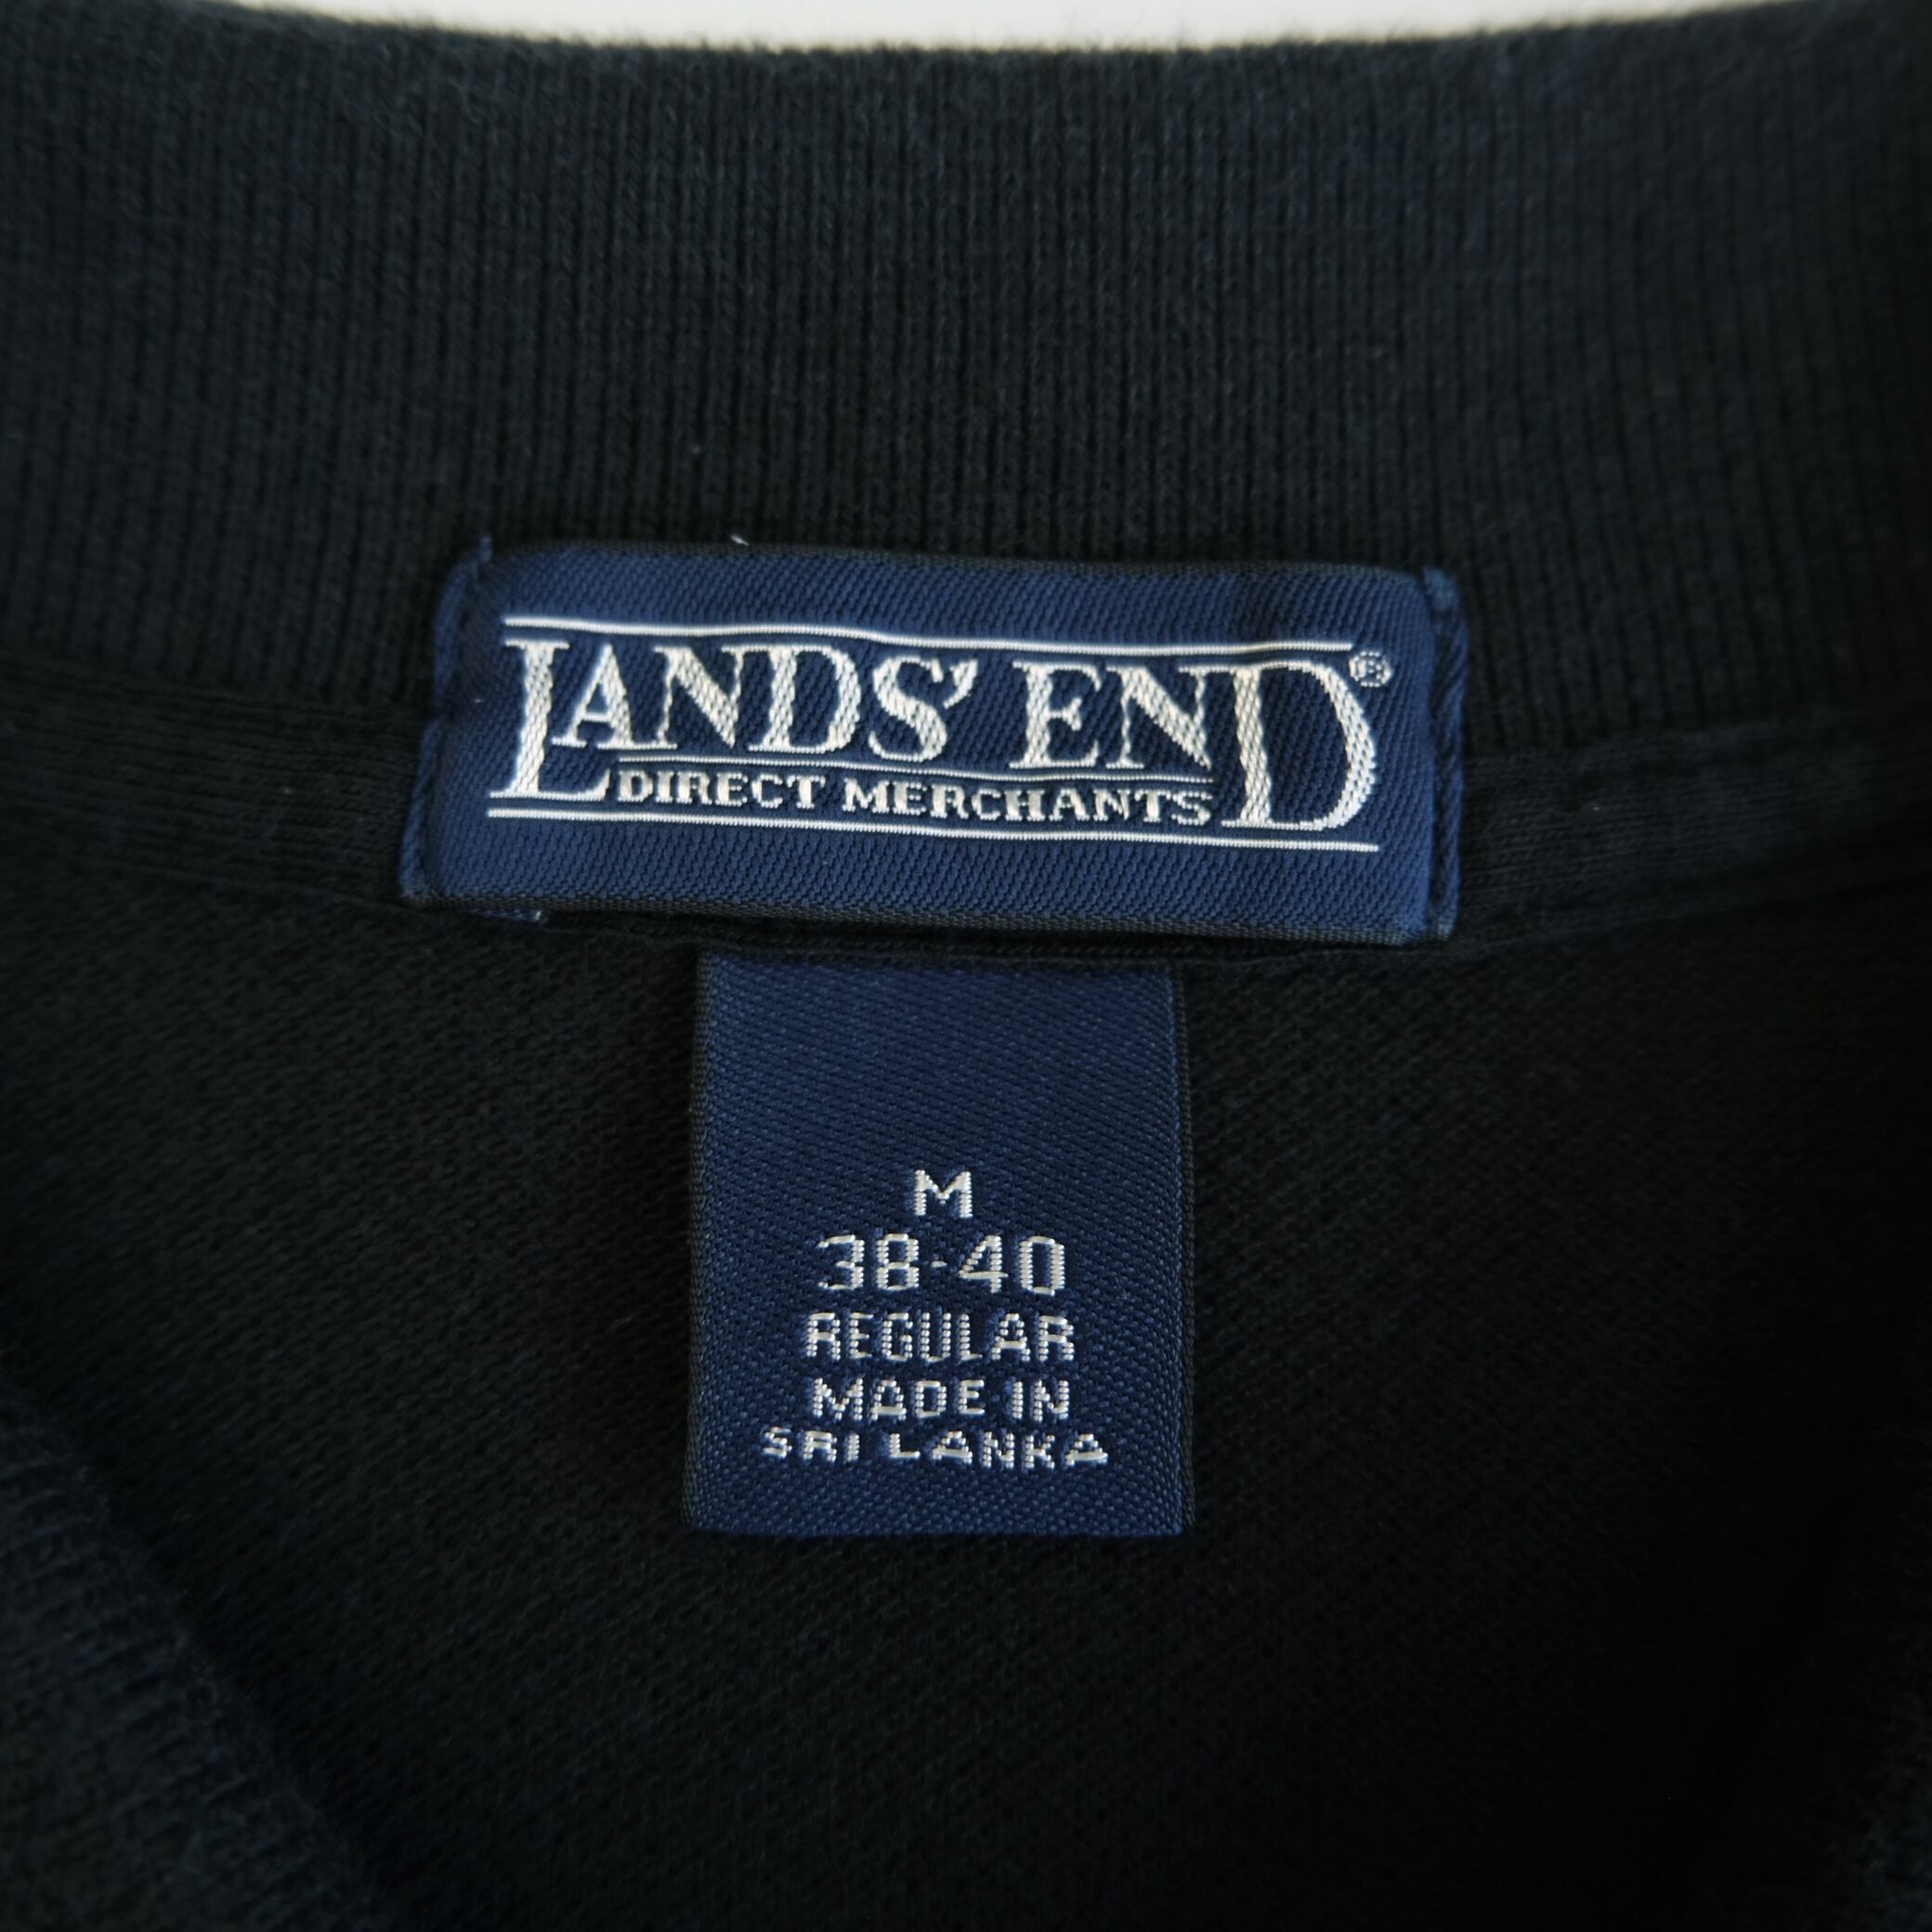 LANDS' END®
DIRECT MERCHANTS
M
38-40
REGULAR
MADE IN
SRI LANKA